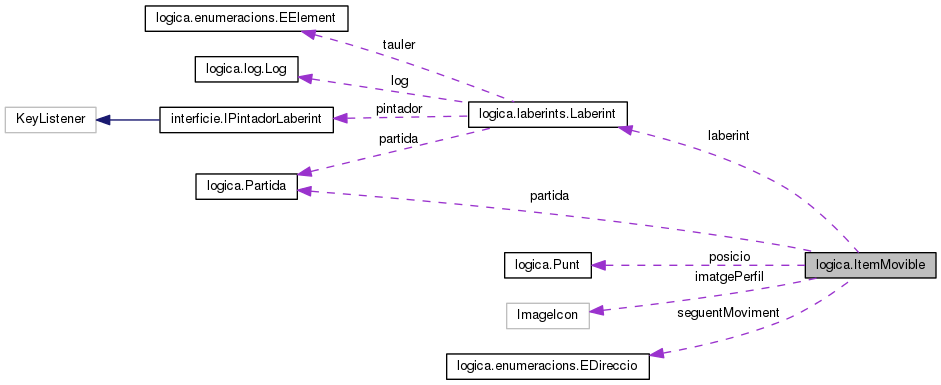 logica.enumeracions.EElement
tauler
logica.log.Log
log
KeyListener
interficie.IPintadorLaberint
pintador
logica.laberints.Laberint
laberint
partida
logica.Partida
partida
logica.Punt
posicio
logica.ItemMovible
imatgePerfil
ImageIcon
seguentMoviment
logica.enumeracions.EDireccio